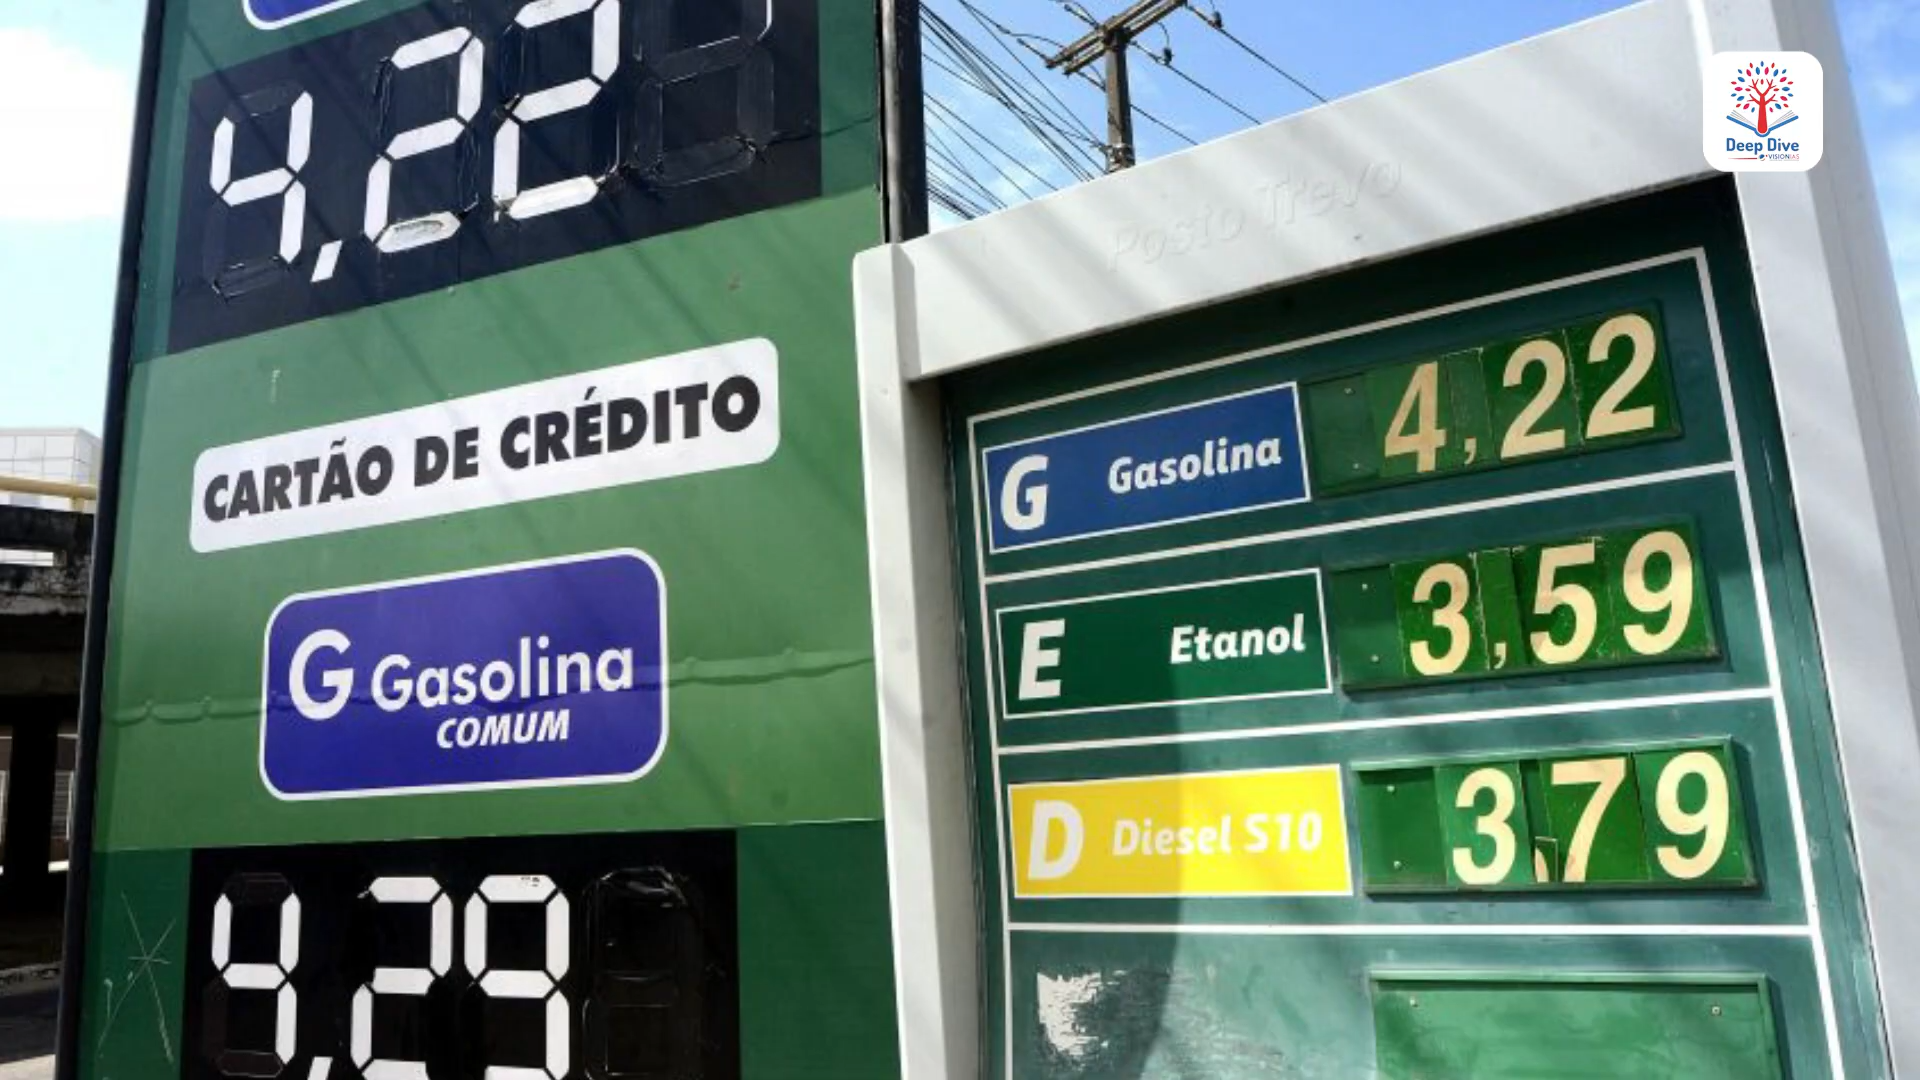 4,22
CARTÃO DE CRÉDITO
G Gasolina
COMUM
4,29
Posto Trevo
G Gasolina 4,22
E Etanol 3,59
D Diesel S10 3,79
Deep Dive
VISIONIAS